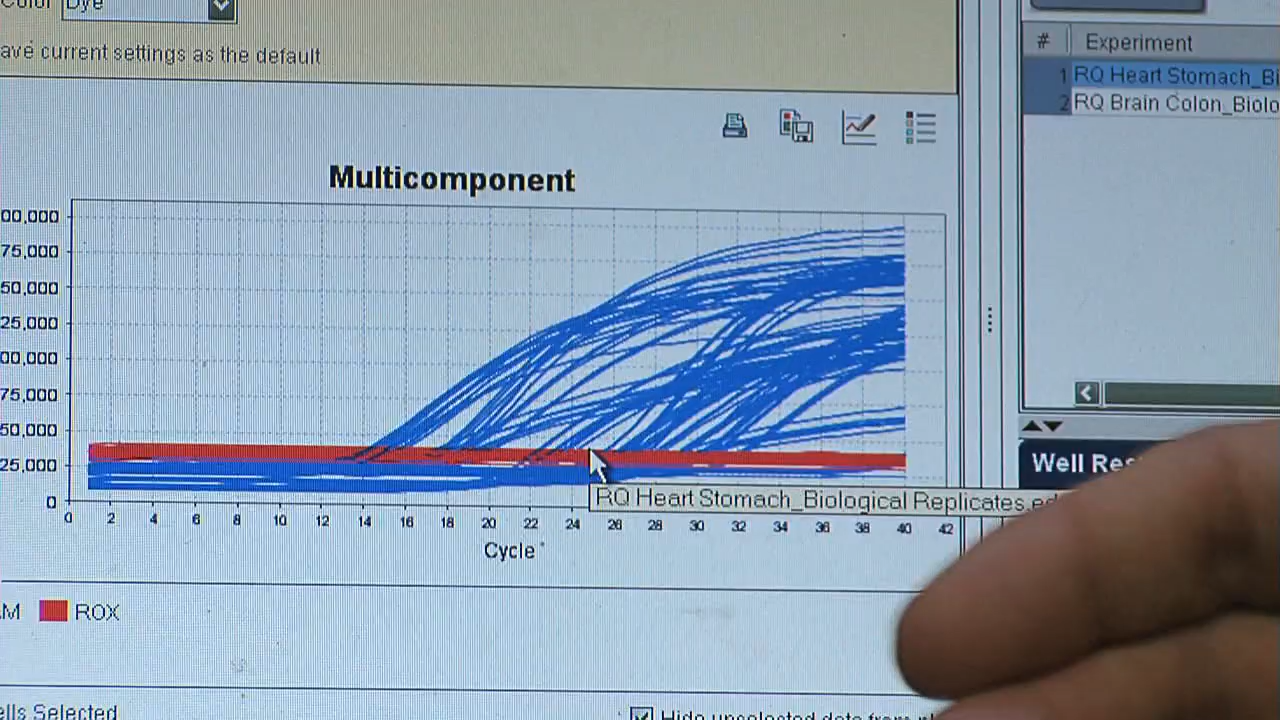 Color Dye
ave current settings as the default
# Experiment
1 RQ Heart Stomach_Bi
2 RQ Brain Colon_Biolo
Multicomponent
00,000
75,000
50,000
25,000
00,000
75,000
50,000
25,000
0
0 2 4 6 8 10 12 14 16 18 20 22 24 26 28 30 32 34 36 38 40 42
Cycle
RQ Heart Stomach_Biological Replicates.ed
Well Res
AM ROX
ells Selected
Hide unselected data from pl